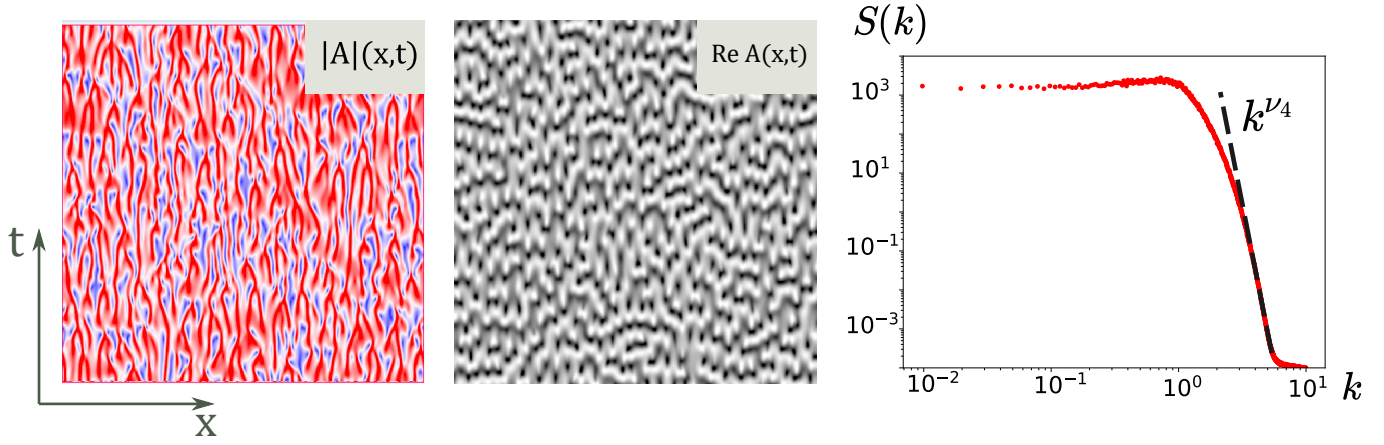 |A|(x,t)
Re A(x,t)
t
x
S(k)
10³
10¹
10⁻¹
10⁻³
k^{ν₄}
10⁻²
10⁻¹
10⁰
10¹
k